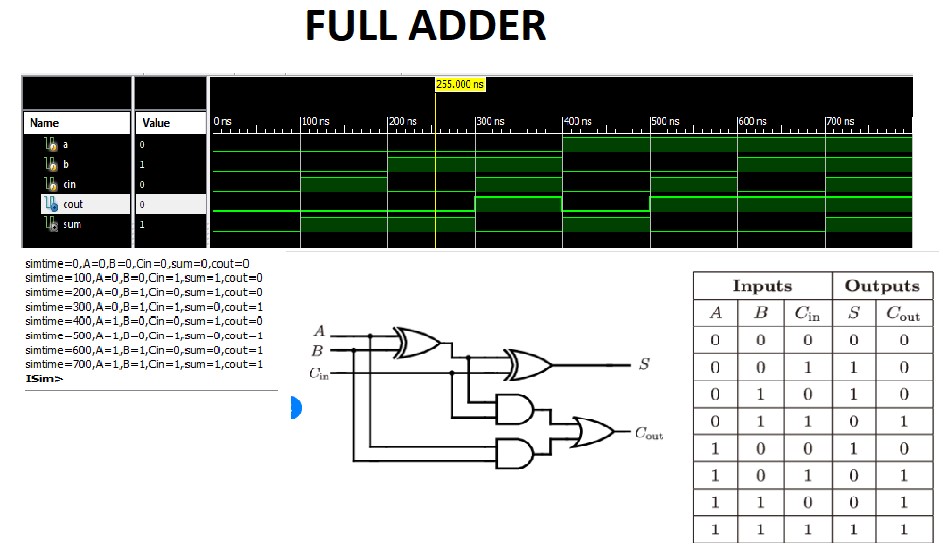 FULL ADDER
255.000 ns
Name Value 0 ns 100 ns 200 ns 300 ns 400 ns 500 ns 600 ns 700 ns
a 0
b 1
cin 0
cout 0
sum 1
simtime=0,A=0,B=0,Cin=0,sum=0,cout=0
simtime=100,A=0,B=0,Cin=1,sum=1,cout=0
simtime=200,A=0,B=1,Cin=0,sum=1,cout=0
simtime=300,A=0,B=1,Cin=1,sum=0,cout=1
simtime=400,A=1,B=0,Cin=0,sum=1,cout=0
simtime=500,A=1,B=0,Cin=1,sum=0,cout=1
simtime=600,A=1,B=1,Cin=0,sum=0,cout=1
simtime=700,A=1,B=1,Cin=1,sum=1,cout=1
ISim>
A
B
Cin
S
Cout
Inputs Outputs
A B Cin S Cout
0 0 0 0 0
0 0 1 1 0
0 1 0 1 0
0 1 1 0 1
1 0 0 1 0
1 0 1 0 1
1 1 0 0 1
1 1 1 1 1